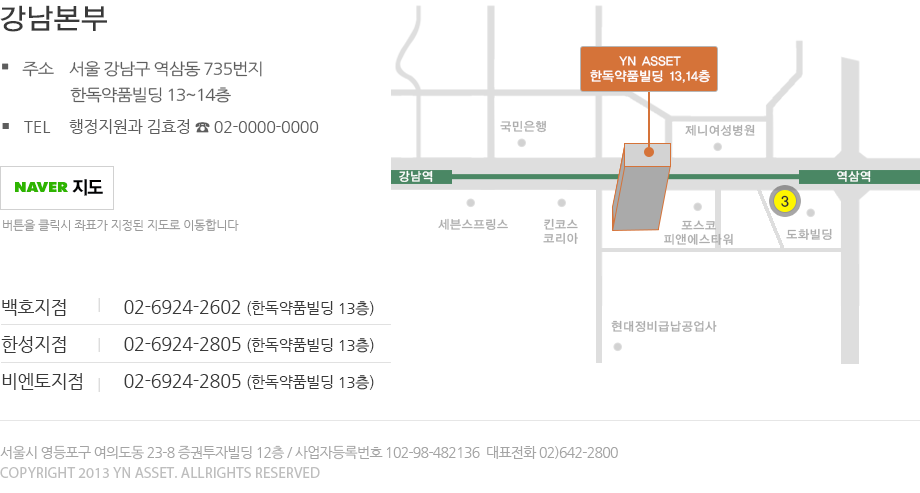 강남본부
주소 서울 강남구 역삼동 735번지
한독약품빌딩 13~14층
TEL 행정지원과 김효정 ☎ 02-0000-0000
NAVER 지도
버튼을 클릭시 좌표가 지정된 지도로 이동합니다
YN ASSET
한독약품빌딩 13,14층
국민은행
제니여성병원
강남역
역삼역
3
세븐스프링스
킨코스
코리아
포스코
피앤에스타워
도화빌딩
현대정비급납공업사
백호지점 02-6924-2602 (한독약품빌딩 13층)
한성지점 02-6924-2805 (한독약품빌딩 13층)
비엔토지점 02-6924-2805 (한독약품빌딩 13층)
서울시 영등포구 여의도동 23-8 증권투자빌딩 12층 / 사업자등록번호 102-98-482136 대표전화 02)642-2800
COPYRIGHT 2013 YN ASSET. ALLRIGHTS RESERVED